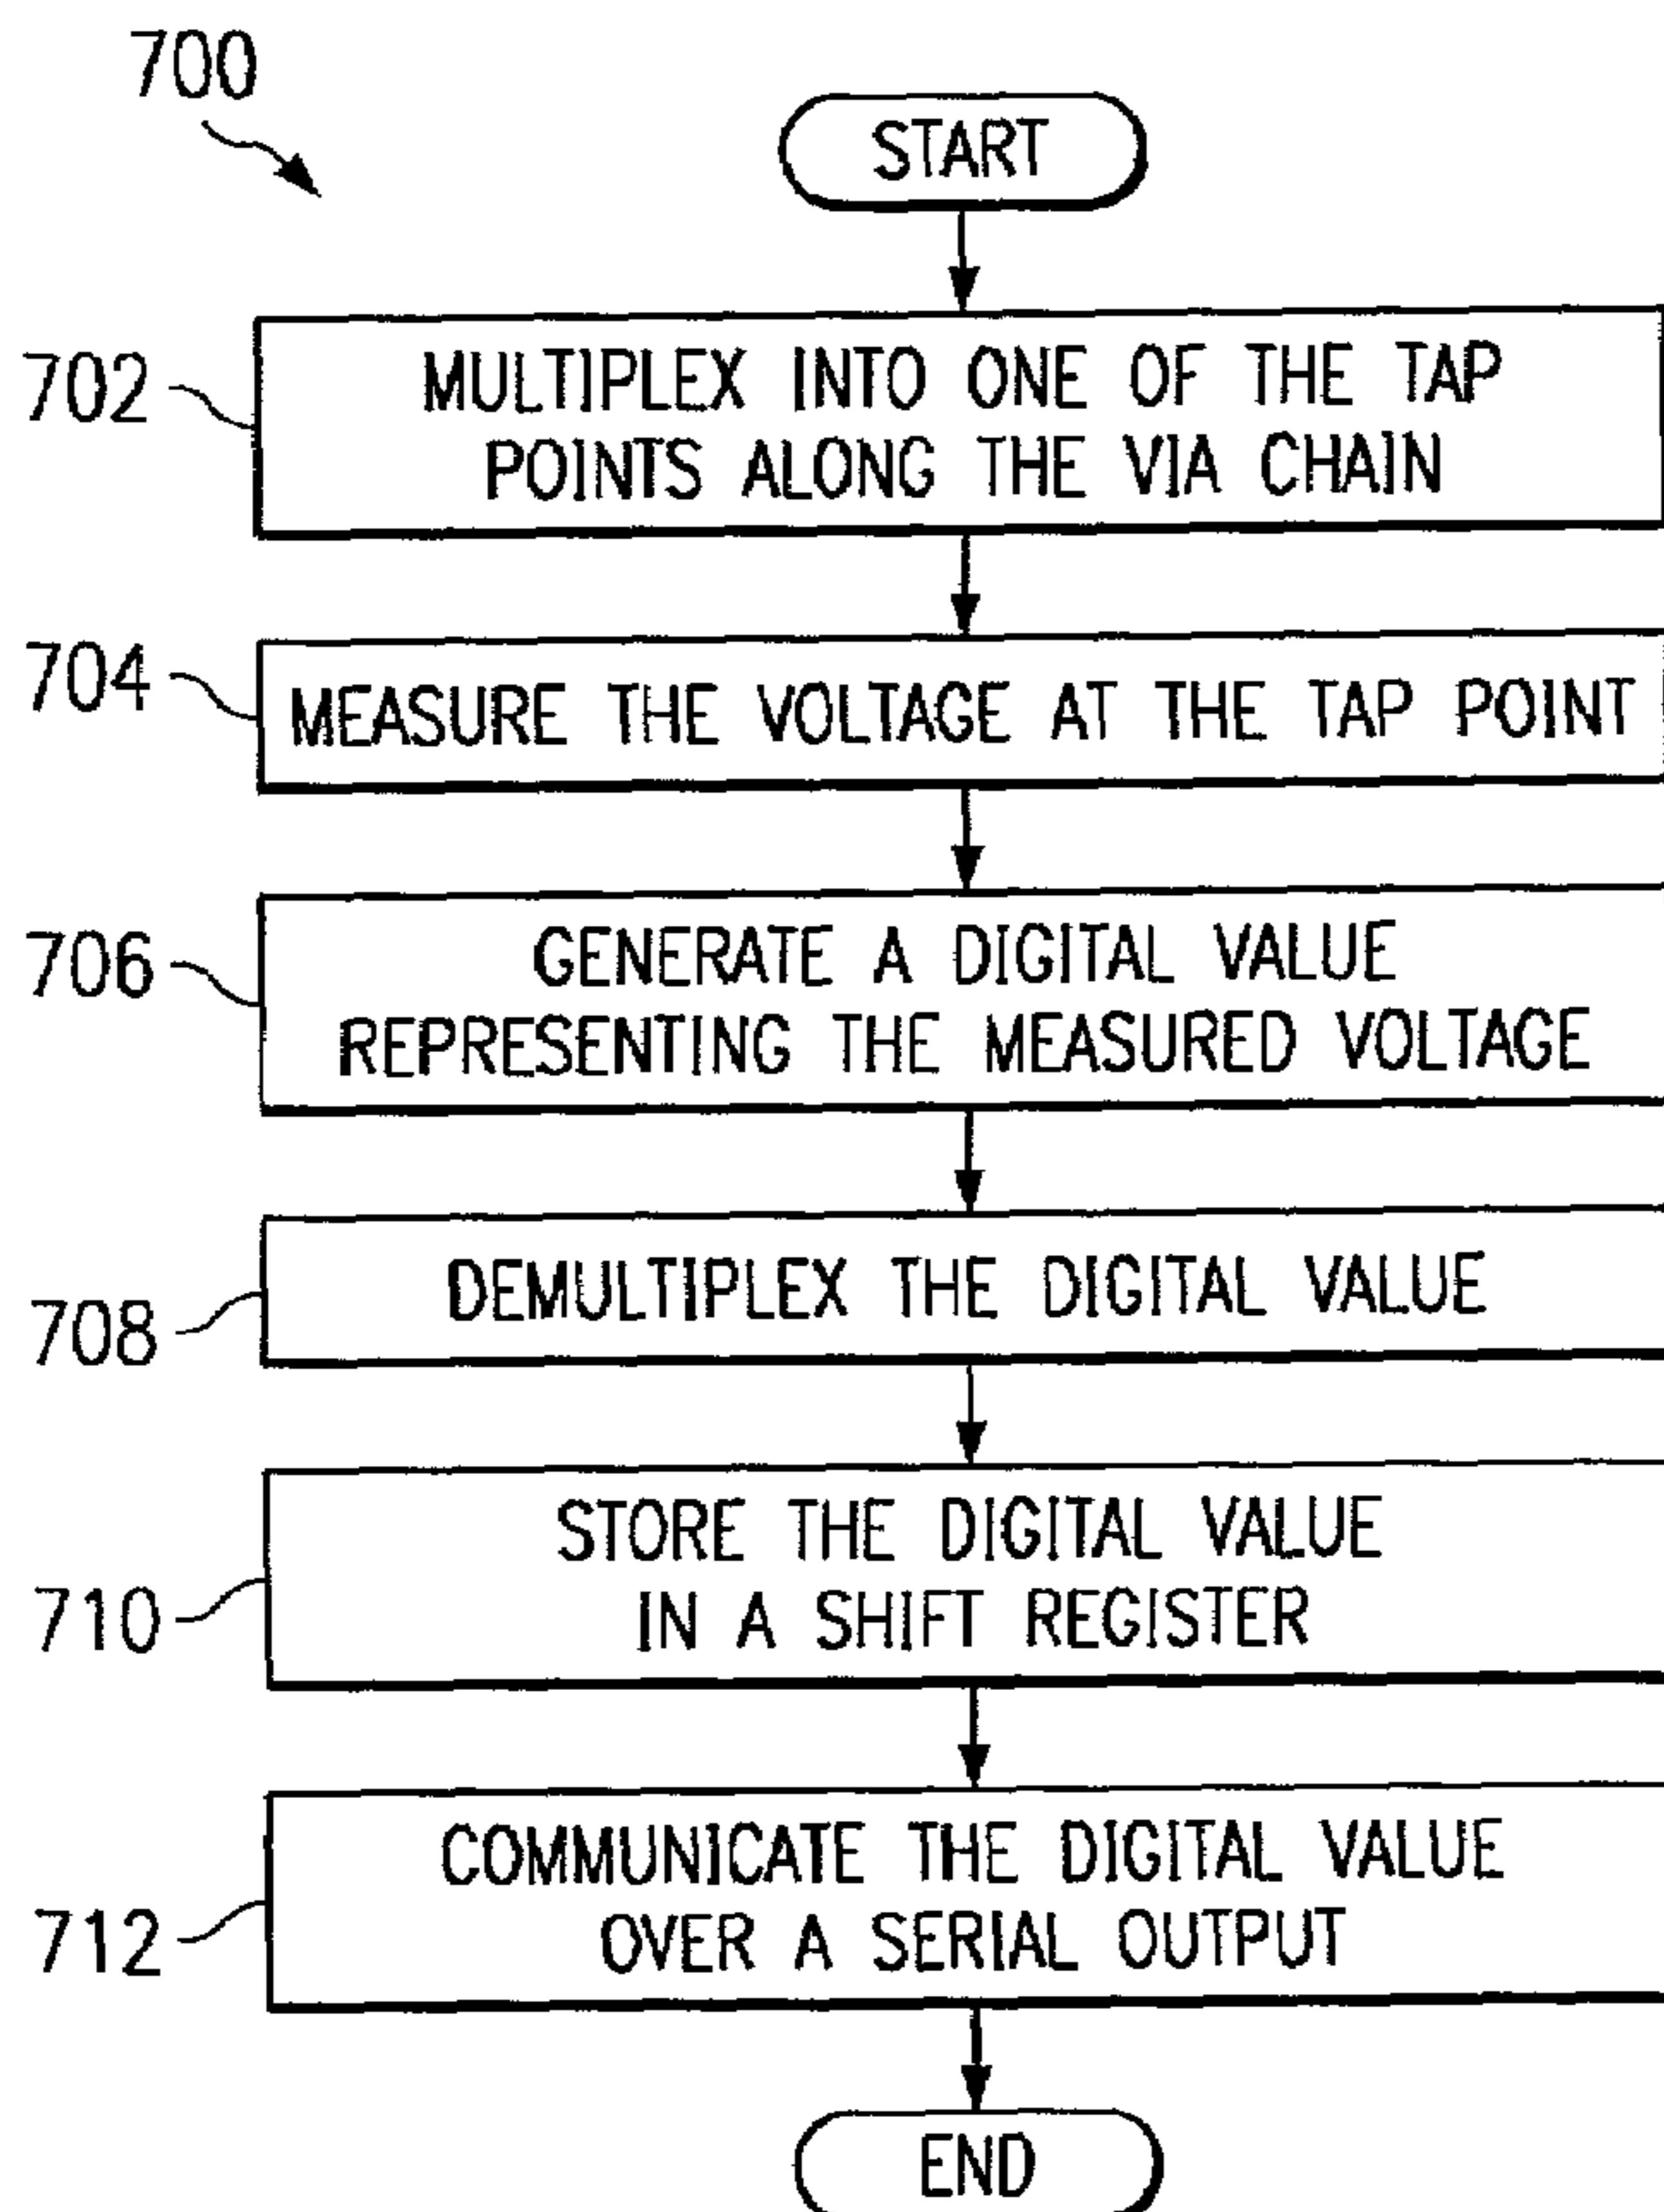 700
START
702
MULTIPLEX INTO ONE OF THE TAP
POINTS ALONG THE VIA CHAIN
704
MEASURE THE VOLTAGE AT THE TAP POINT
706
GENERATE A DIGITAL VALUE
REPRESENTING THE MEASURED VOLTAGE
708
DEMULTIPLEX THE DIGITAL VALUE
710
STORE THE DIGITAL VALUE
IN A SHIFT REGISTER
712
COMMUNICATE THE DIGITAL VALUE
OVER A SERIAL OUTPUT
END